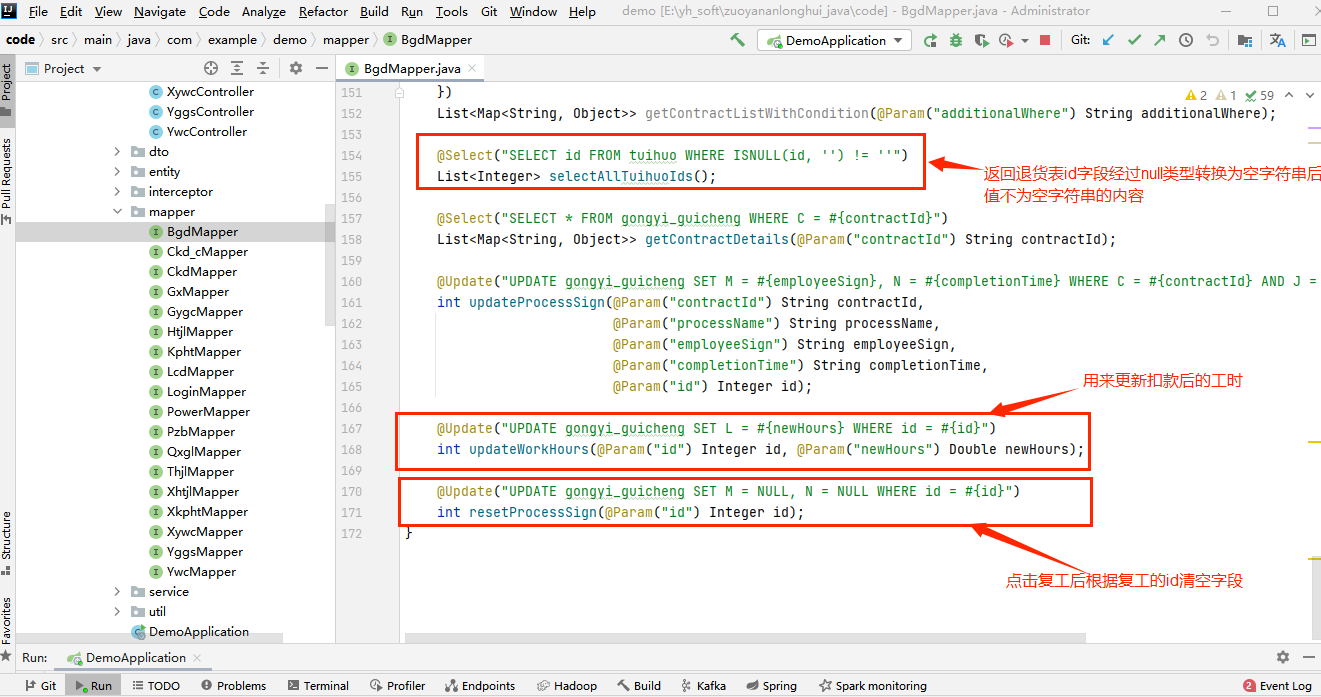 File Edit View Navigate Code Analyze Refactor Build Run Tools Git Window Help demo [E:\yh_soft\zuoyananlonghui_java\code] - BgdMapper.java - Administrator
code src main java com example demo mapper BgdMapper DemoApplication Git:
Project BgdMapper.java
Project
Pull Requests
Structure
Favorites
XywcController
YggsController
YwcController
dto
entity
interceptor
mapper
BgdMapper
Ckd_cMapper
CkdMapper
GxMapper
GygcMapper
HtjlMapper
KphtMapper
LcdMapper
LoginMapper
PowerMapper
PzbMapper
QxglMapper
ThjlMapper
XhtjlMapper
XkphtMapper
XywcMapper
YggsMapper
YwcMapper
service
util
DemoApplication
2 1 59
151 })
152 List<Map<String, Object>> getContractListWithCondition(@Param("additionalWhere") String additionalWhere);
153
154 @Select("SELECT id FROM tuihuo WHERE ISNULL(id, '') != ''")
155 List<Integer> selectAllTuihuoIds();
返回退货表id字段经过null类型转换为空字符串后
值不为空字符串的内容
156
157 @Select("SELECT * FROM gongyi_guicheng WHERE C = #{contractId}")
158 List<Map<String, Object>> getContractDetails(@Param("contractId") String contractId);
159
160 @Update("UPDATE gongyi_guicheng SET M = #{employeeSign}, N = #{completionTime} WHERE C = #{contractId} AND J =
161 int updateProcessSign(@Param("contractId") String contractId,
162 @Param("processName") String processName,
163 @Param("employeeSign") String employeeSign,
164 @Param("completionTime") String completionTime,
165 @Param("id") Integer id);
用来更新扣款后的工时
166
167 @Update("UPDATE gongyi_guicheng SET L = #{newHours} WHERE id = #{id}")
168 int updateWorkHours(@Param("id") Integer id, @Param("newHours") Double newHours);
169
170 @Update("UPDATE gongyi_guicheng SET M = NULL, N = NULL WHERE id = #{id}")
171 int resetProcessSign(@Param("id") Integer id);
172 }
点击复工后根据复工的id清空字段
Run: DemoApplication
Git Run TODO Problems Terminal Profiler Endpoints Hadoop Build Kafka Spring Spark monitoring 2 Event Log